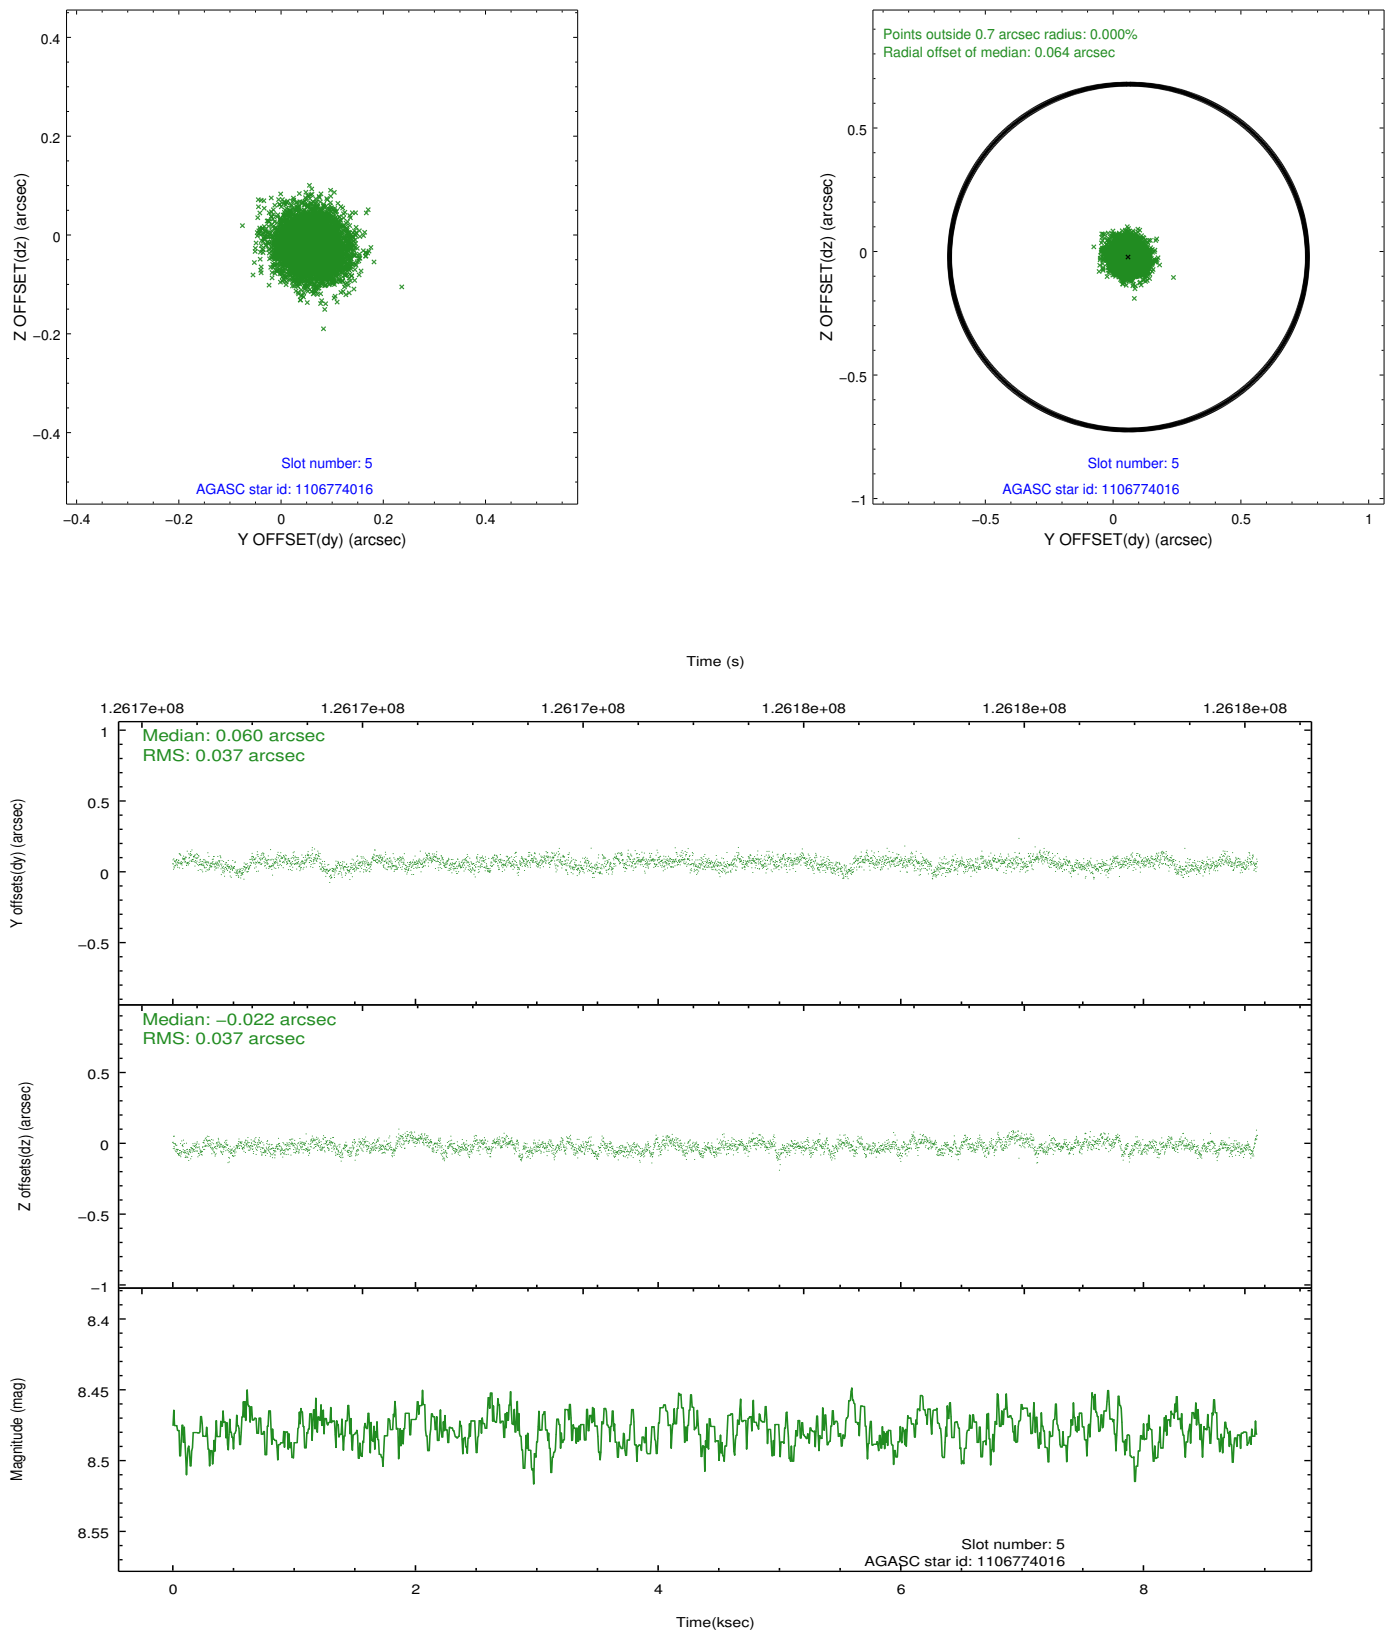 0.4
0.2
0
−0.2
−0.4
Z OFFSET(dz) (arcsec)
Slot number: 5
AGASC star id: 1106774016
−0.4
−0.2
0
0.2
0.4
Y OFFSET(dy) (arcsec)
Points outside 0.7 arcsec radius: 0.000%
Radial offset of median: 0.064 arcsec
0.5
0
−0.5
−1
Z OFFSET(dz) (arcsec)
Slot number: 5
AGASC star id: 1106774016
−0.5
0
0.5
1
Y OFFSET(dy) (arcsec)
Time (s)
1.2617e+08
1.2617e+08
1.2617e+08
1.2618e+08
1.2618e+08
1.2618e+08
Median: 0.060 arcsec
RMS: 0.037 arcsec
1
0.5
0
−0.5
Y offsets(dy) (arcsec)
Median: −0.022 arcsec
RMS: 0.037 arcsec
0.5
0
−0.5
−1
Z offsets(dz) (arcsec)
8.4
8.45
8.5
8.55
Magnitude (mag)
Slot number: 5
AGASC star id: 1106774016
0
2
4
6
8
Time(ksec)